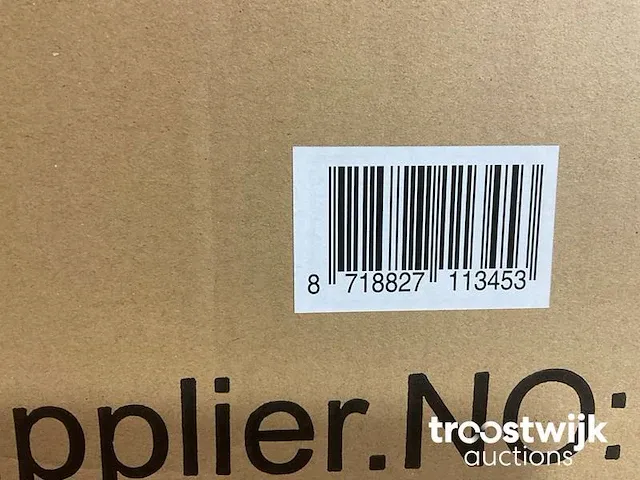 8 718827 113453
pplier.NO:
troostwijk
auctions